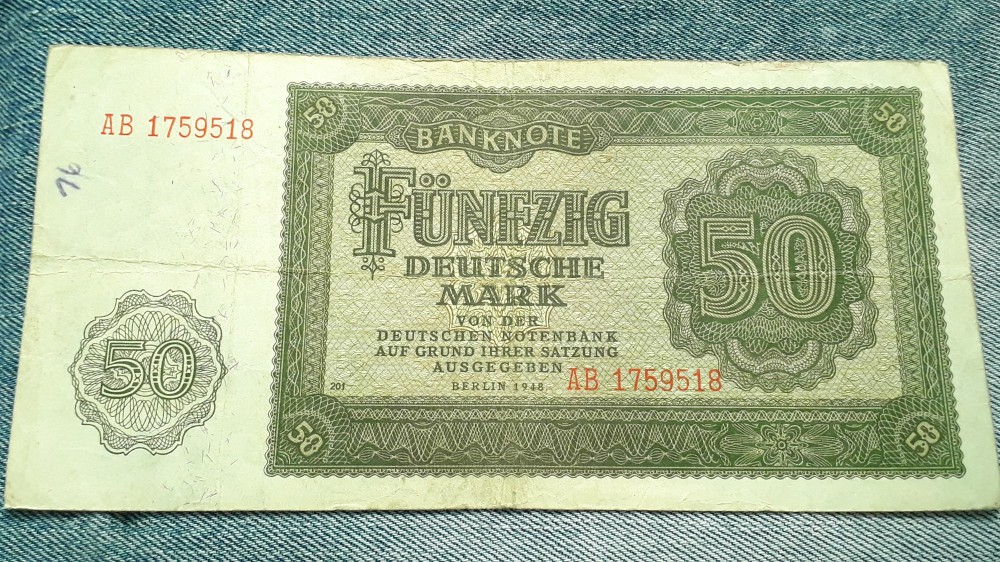 50
BANKNOTE
50
AB 1759518
FÜNFZIG
DEUTSCHE
MARK
50
VON DER
DEUTSCHEN NOTENBANK
AUF GRUND IHRER SATZUNG
AUSGEGEBEN
201
BERLIN 1948
AB 1759518
50
50
50